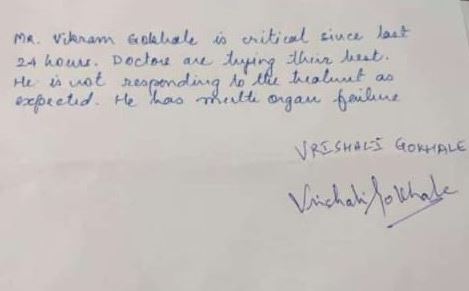 MR. Vikram Gokhale is critical since last
24 hours. Doctors are trying their best.
He is not responding to the treatment as
expected. He has multi organ failure
VRISHALI GOKHALE
Vrishali Gokhale